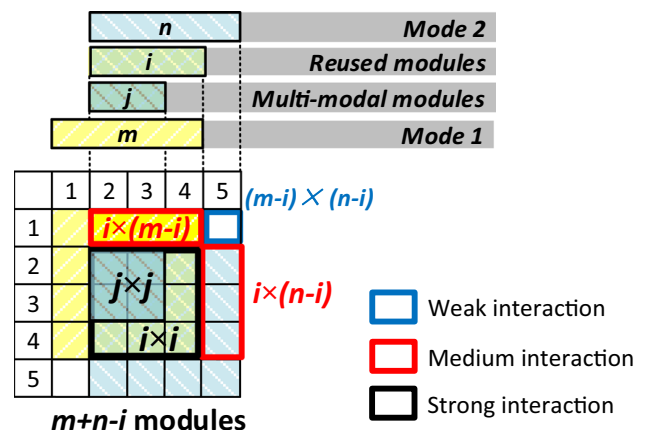 n Mode 2
i Reused modules
j Multi-modal modules
m Mode 1
1 2 3 4 5 (m-i)×(n-i)
1 i×(m-i)
2
j×j i×(n-i)
3
4 i×i
5
Weak interaction
Medium interaction
Strong interaction
m+n-i modules